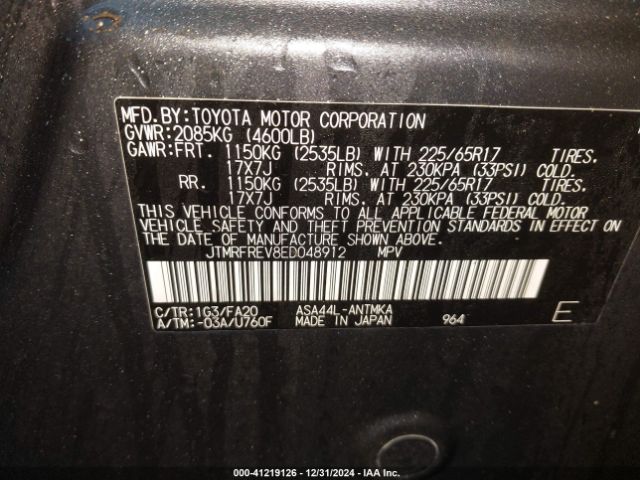 MFD.BY:TOYOTA MOTOR CORPORATION
GVWR:2085KG (4600LB)
GAWR:FRT. 1150KG (2535LB) WITH 225/65R17 TIRES.
17X7J RIMS. AT 230KPA (33PSI) COLD.
RR. 1150KG (2535LB) WITH 225/65R17 TIRES.
17X7J RIMS. AT 230KPA (33PSI) COLD.
THIS VEHICLE CONFORMS TO ALL APPLICABLE FEDERAL MOTOR
VEHICLE SAFETY AND THEFT PREVENTION STANDARDS IN EFFECT ON
THE DATE OF MANUFACTURE SHOWN ABOVE.
JTMRFREV8ED048912 MPV
C/TR:1G3/FA20 ASA44L-ANTMKA
A/TM:-03A/U760F MADE IN JAPAN 964 E
000-41219126 - 12/31/2024 - IAA Inc.